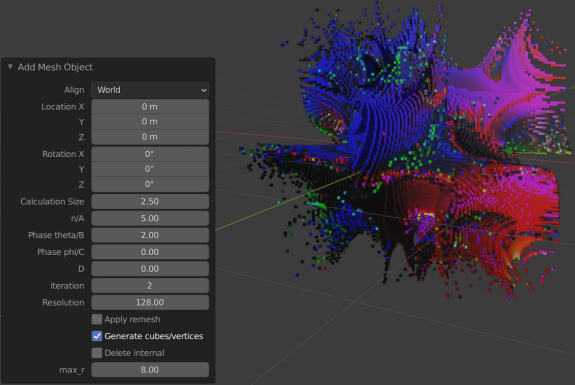 Add Mesh Object
Align World
Location X 0 m
Y 0 m
Z 0 m
Rotation X 0°
Y 0°
Z 0°
Calculation Size 2.50
n/A 5.00
Phase theta/B 2.00
Phase phi/C 0.00
D 0.00
iteration 2
Resolution 128.00
Apply remesh
Generate cubes/vertices
Delete internal
max_r 8.00